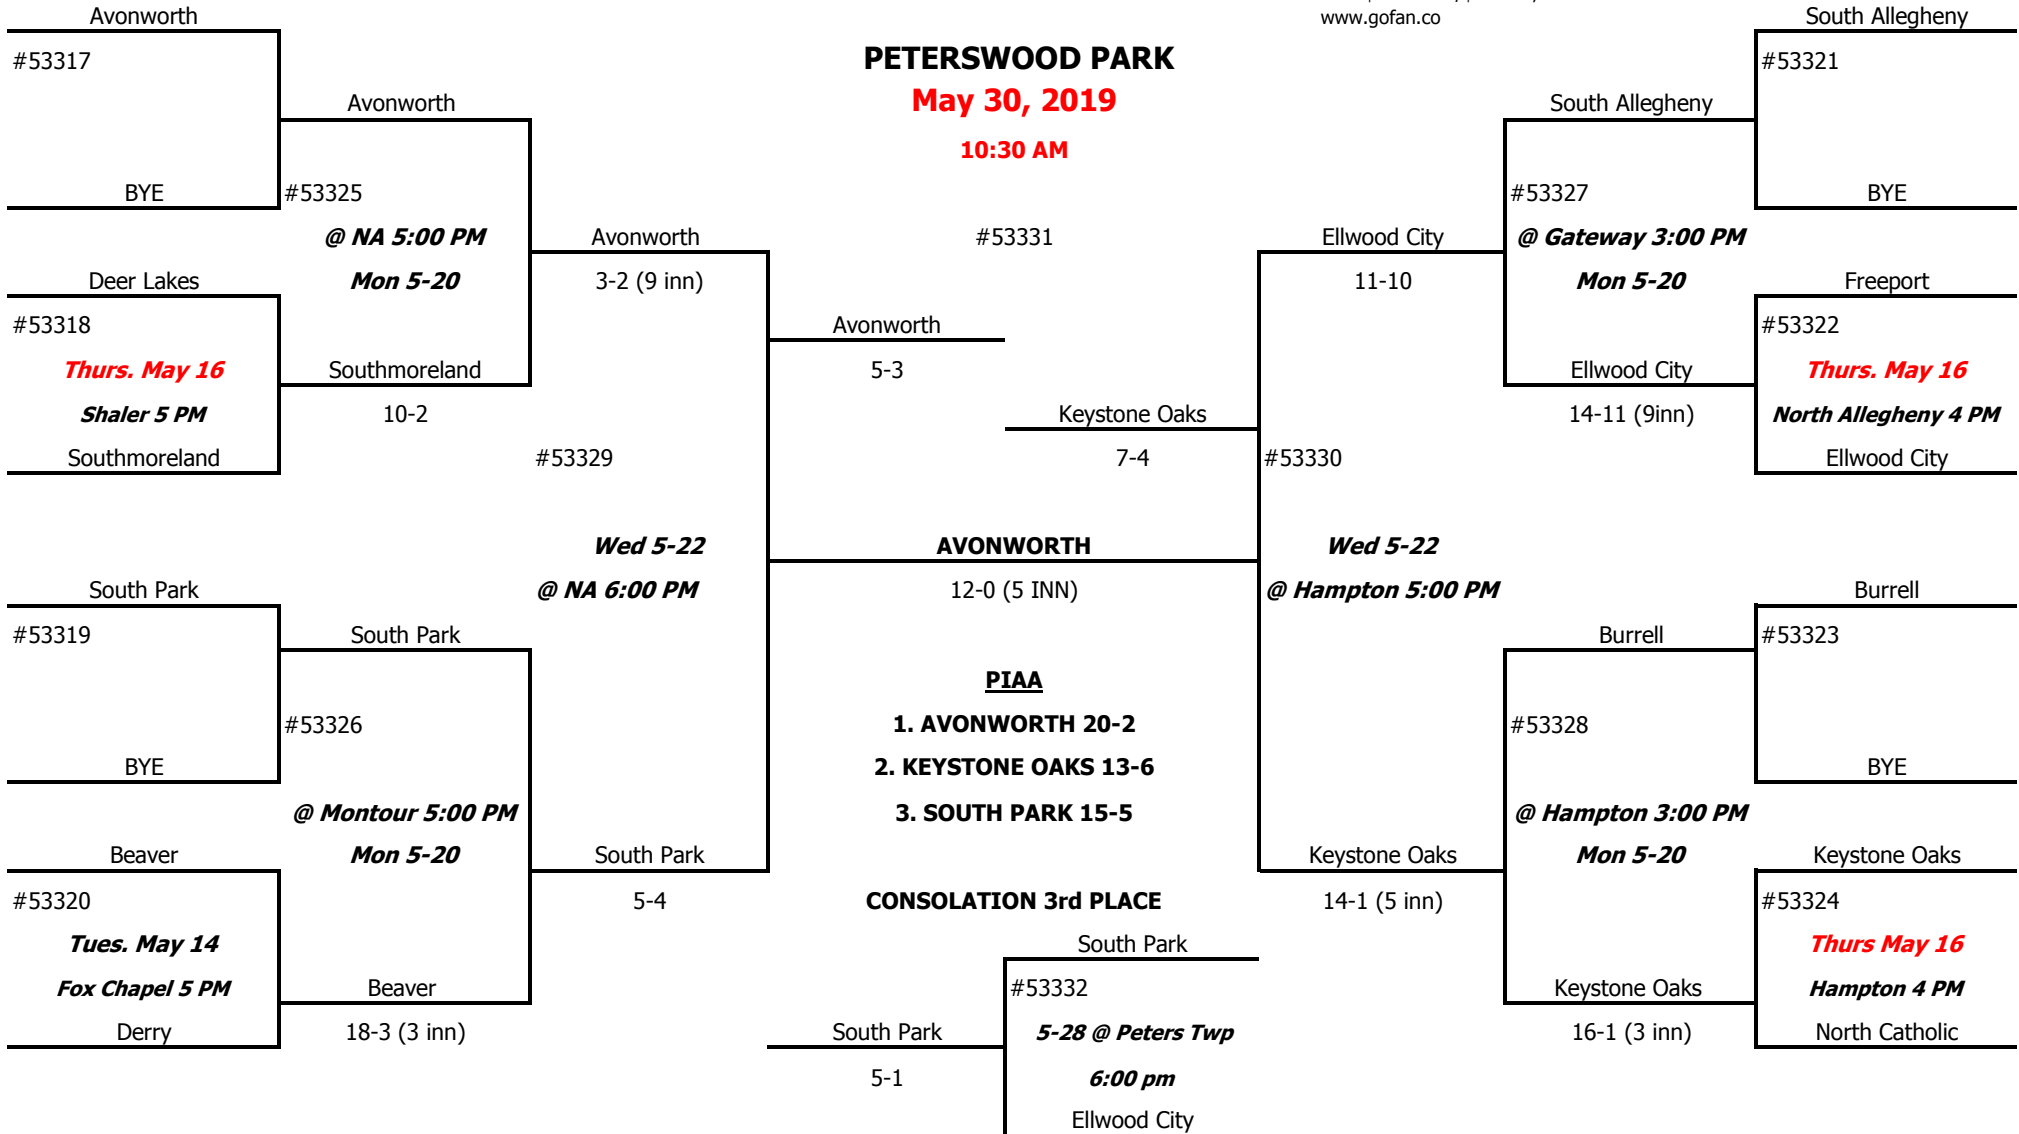 Avonworth
#53317
BYE
Deer Lakes
#53318
Thurs. May 16
Shaler 5 PM
Southmoreland
South Park
#53319
BYE
Beaver
#53320
Tues. May 14
Fox Chapel 5 PM
Derry
Avonworth
#53325
@ NA 5:00 PM
Mon 5-20
Southmoreland
10-2
South Park
#53326
@ Montour 5:00 PM
Mon 5-20
Beaver
18-3 (3 inn)
Avonworth
3-2 (9 inn)
#53329
Wed 5-22
@ NA 6:00 PM
South Park
5-4
PETERSWOOD PARK
May 30, 2019
10:30 AM
#53331
Avonworth
5-3
Keystone Oaks
7-4
AVONWORTH
12-0 (5 INN)
PIAA
1. AVONWORTH 20-2
2. KEYSTONE OAKS 13-6
3. SOUTH PARK 15-5
CONSOLATION 3rd PLACE
South Park
#53332
5-28 @ Peters Twp
6:00 pm
Ellwood City
South Park
5-1
www.gofan.co
Ellwood City
11-10
#53330
Wed 5-22
@ Hampton 5:00 PM
Keystone Oaks
14-1 (5 inn)
South Allegheny
#53327
@ Gateway 3:00 PM
Mon 5-20
Ellwood City
14-11 (9inn)
Burrell
#53328
@ Hampton 3:00 PM
Mon 5-20
Keystone Oaks
16-1 (3 inn)
South Allegheny
#53321
BYE
Freeport
#53322
Thurs. May 16
North Allegheny 4 PM
Ellwood City
Burrell
#53323
BYE
Keystone Oaks
#53324
Thurs May 16
Hampton 4 PM
North Catholic